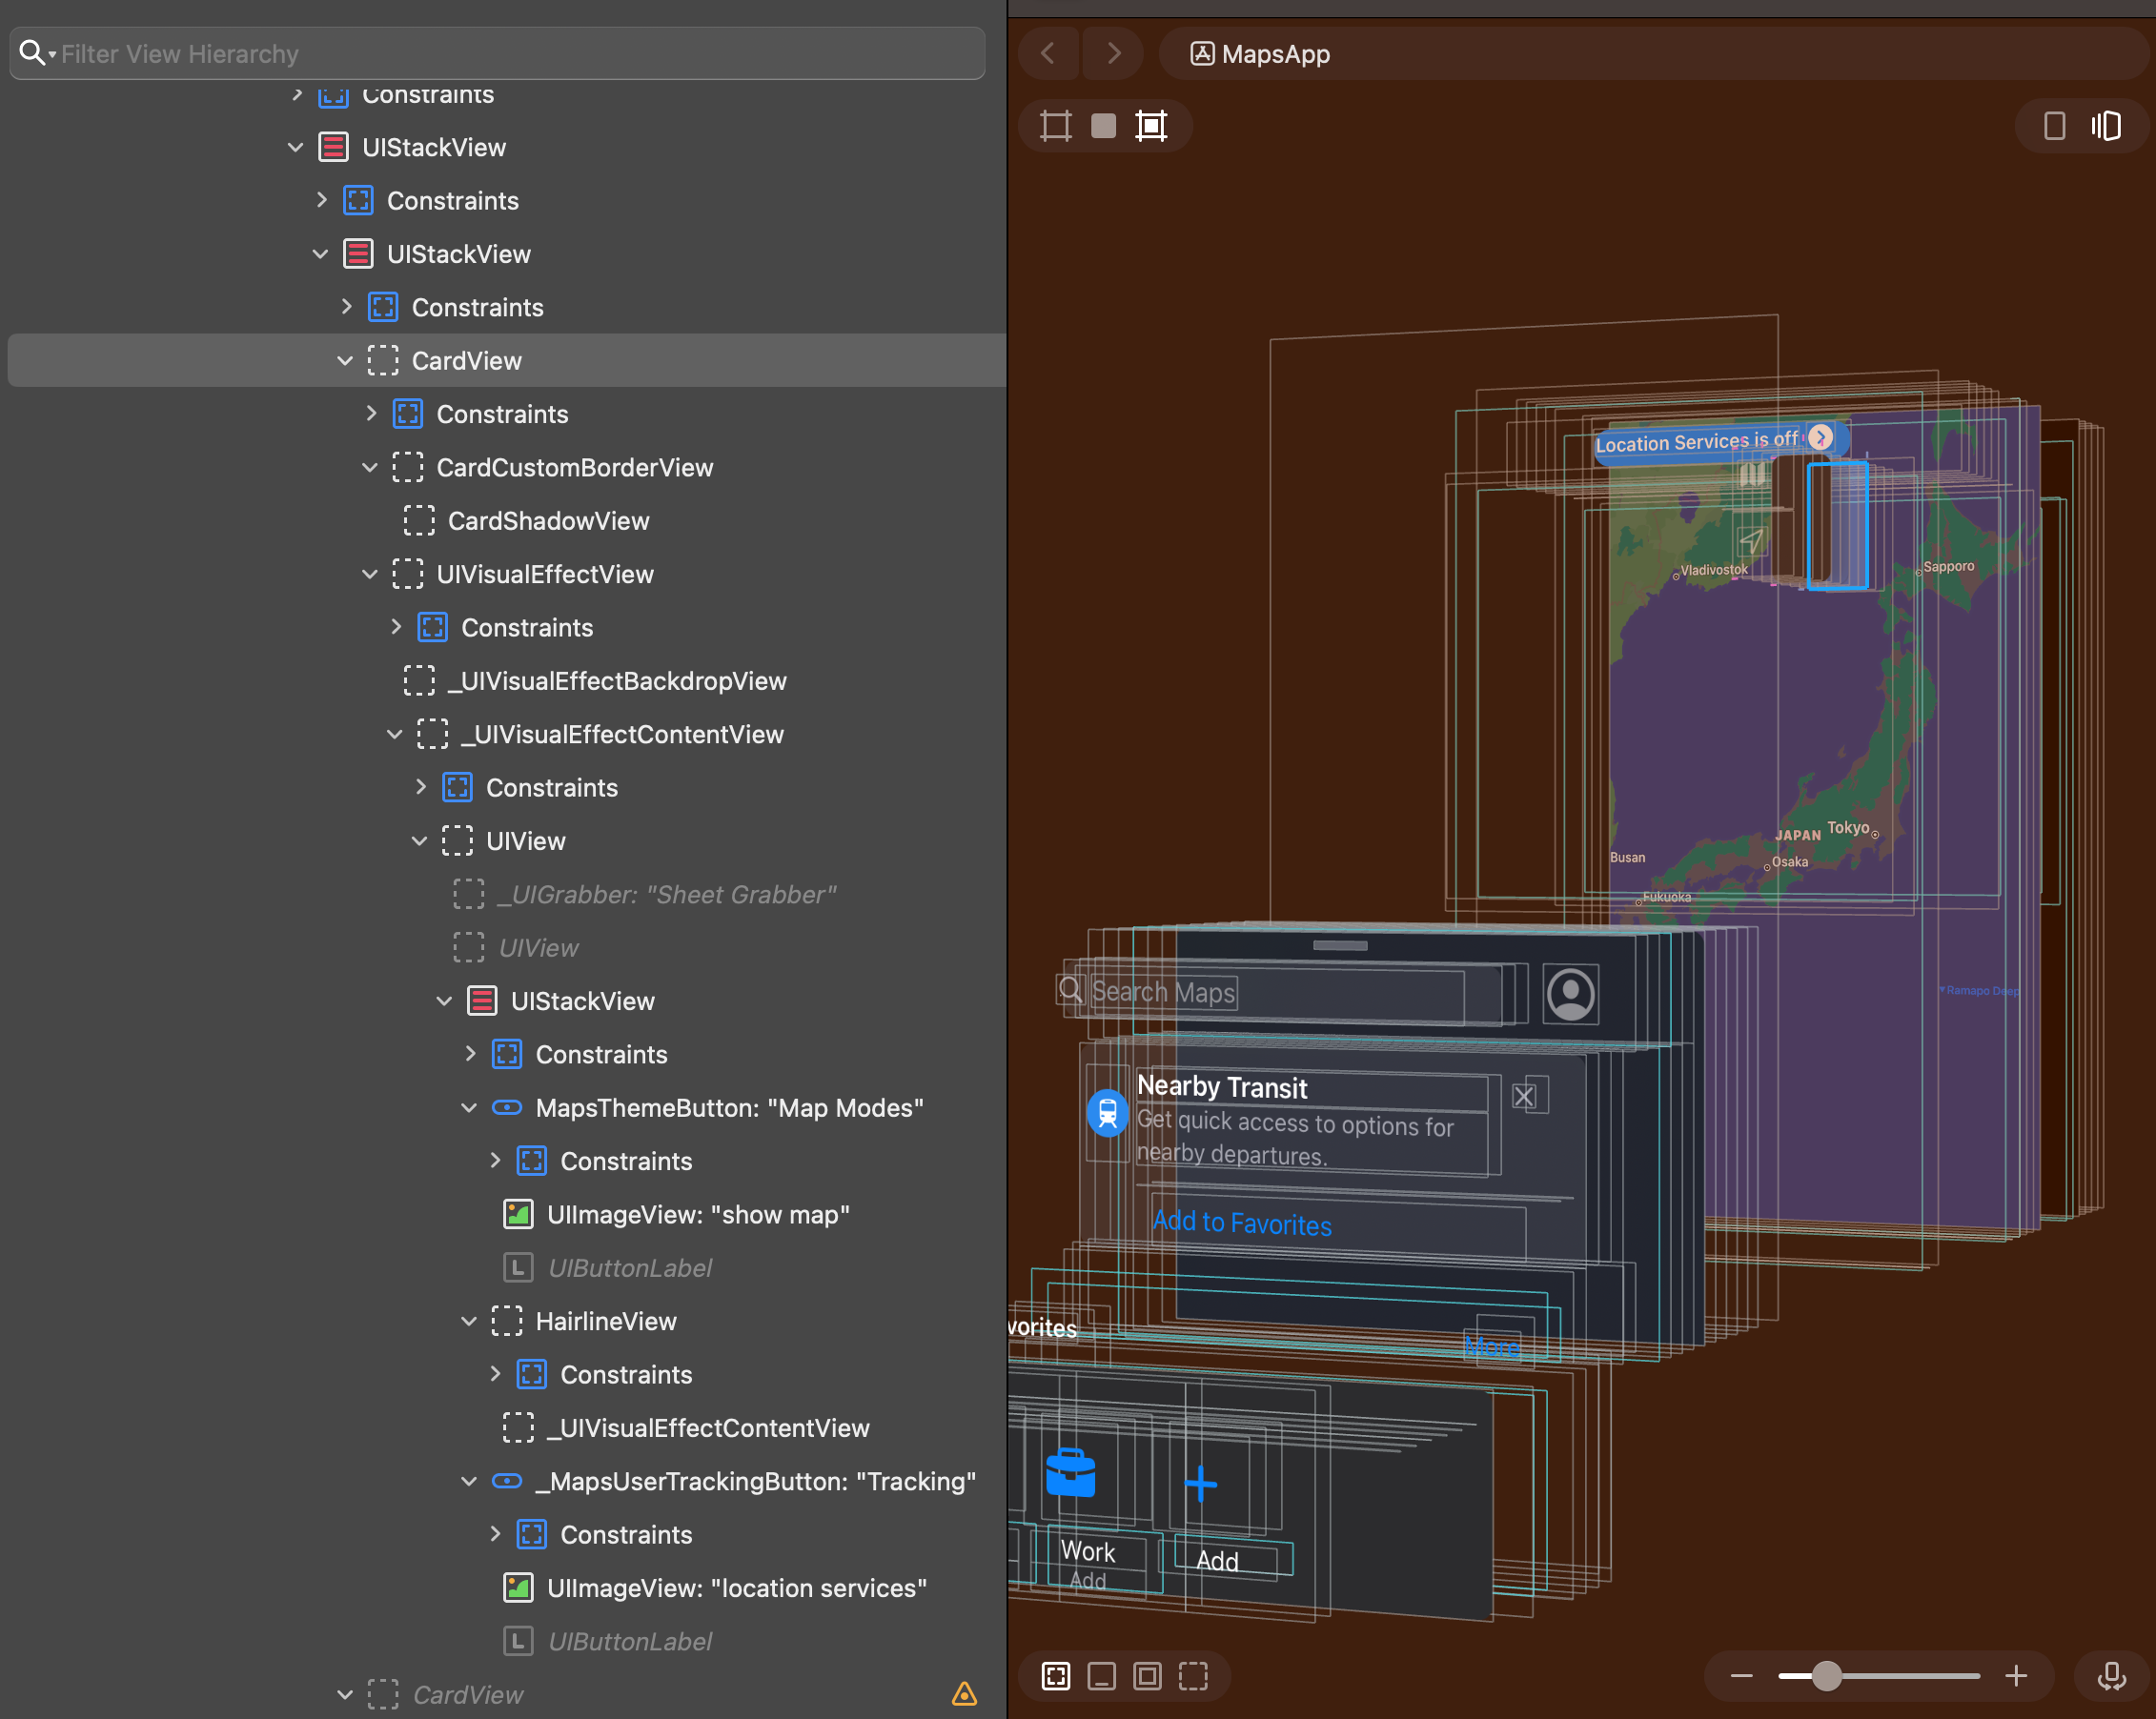 Filter View Hierarchy
Constraints
UIStackView
Constraints
UIStackView
Constraints
CardView
Constraints
CardCustomBorderView
CardShadowView
UIVisualEffectView
Constraints
_UIVisualEffectBackdropView
_UIVisualEffectContentView
Constraints
UIView
_UIGrabber: "Sheet Grabber"
UIView
UIStackView
Constraints
MapsThemeButton: "Map Modes"
Constraints
UIImageView: "show map"
L UIButtonLabel
HairlineView
Constraints
_UIVisualEffectContentView
_MapsUserTrackingButton: "Tracking"
Constraints
UIImageView: "location services"
L UIButtonLabel
CardView
MapsApp
Location Services is off
Vladivostok
Sapporo
JAPAN
Tokyo
Busan
Osaka
Fukuoka
Ramapo Deep
Search Maps
Nearby Transit
Get quick access to options for
nearby departures.
Add to Favorites
vorites
More
Work
Add
Add